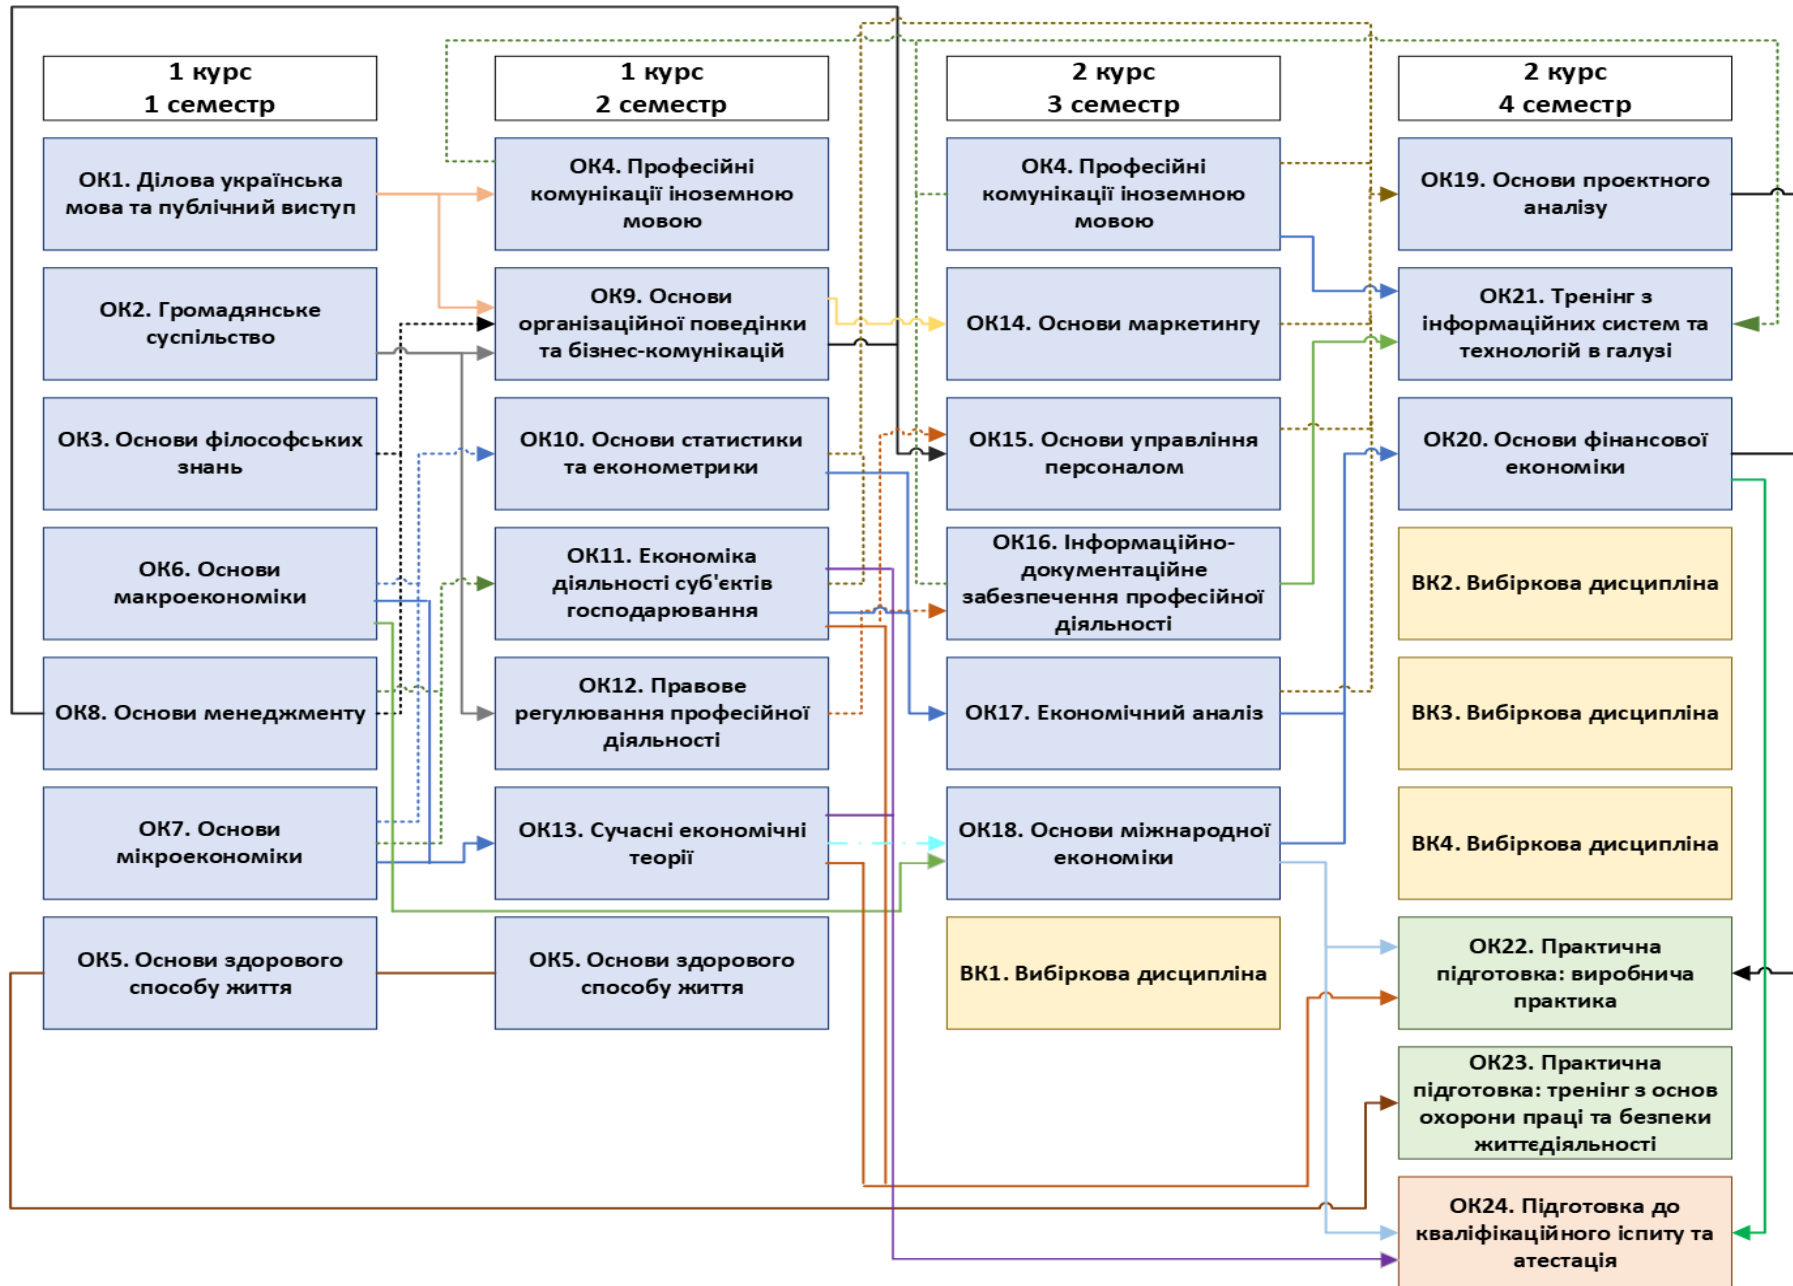 1 курс
1 семестр
1 курс
2 семестр
2 курс
3 семестр
2 курс
4 семестр
ОК1. Ділова українська
мова та публічний виступ
ОК4. Професійні
комунікації іноземною
мовою
ОК4. Професійні
комунікації іноземною
мовою
ОК19. Основи проєктного
аналізу
ОК2. Громадянське
суспільство
ОК9. Основи
організаційної поведінки
та бізнес-комунікацій
ОК14. Основи маркетингу
ОК21. Тренінг з
інформаційних систем та
технологій в галузі
ОК3. Основи філософських
знань
ОК10. Основи статистики
та економетрики
ОК15. Основи управління
персоналом
ОК20. Основи фінансової
економіки
ОК6. Основи
макроекономіки
ОК11. Економіка
діяльності суб'єктів
господарювання
ОК16. Інформаційно-
документаційне
забезпечення професійної
діяльності
ВК2. Вибіркова дисципліна
ОК8. Основи менеджменту
ОК12. Правове
регулювання професійної
діяльності
ОК17. Економічний аналіз
ВК3. Вибіркова дисципліна
ОК7. Основи
мікроекономіки
ОК13. Сучасні економічні
теорії
ОК18. Основи міжнародної
економіки
ВК4. Вибіркова дисципліна
ОК5. Основи здорового
способу життя
ОК5. Основи здорового
способу життя
ВК1. Вибіркова дисципліна
ОК22. Практична
підготовка: виробнича
практика
ОК23. Практична
підготовка: тренінг з основ
охорони праці та безпеки
життєдіяльності
ОК24. Підготовка до
кваліфікаційного іспиту та
атестація